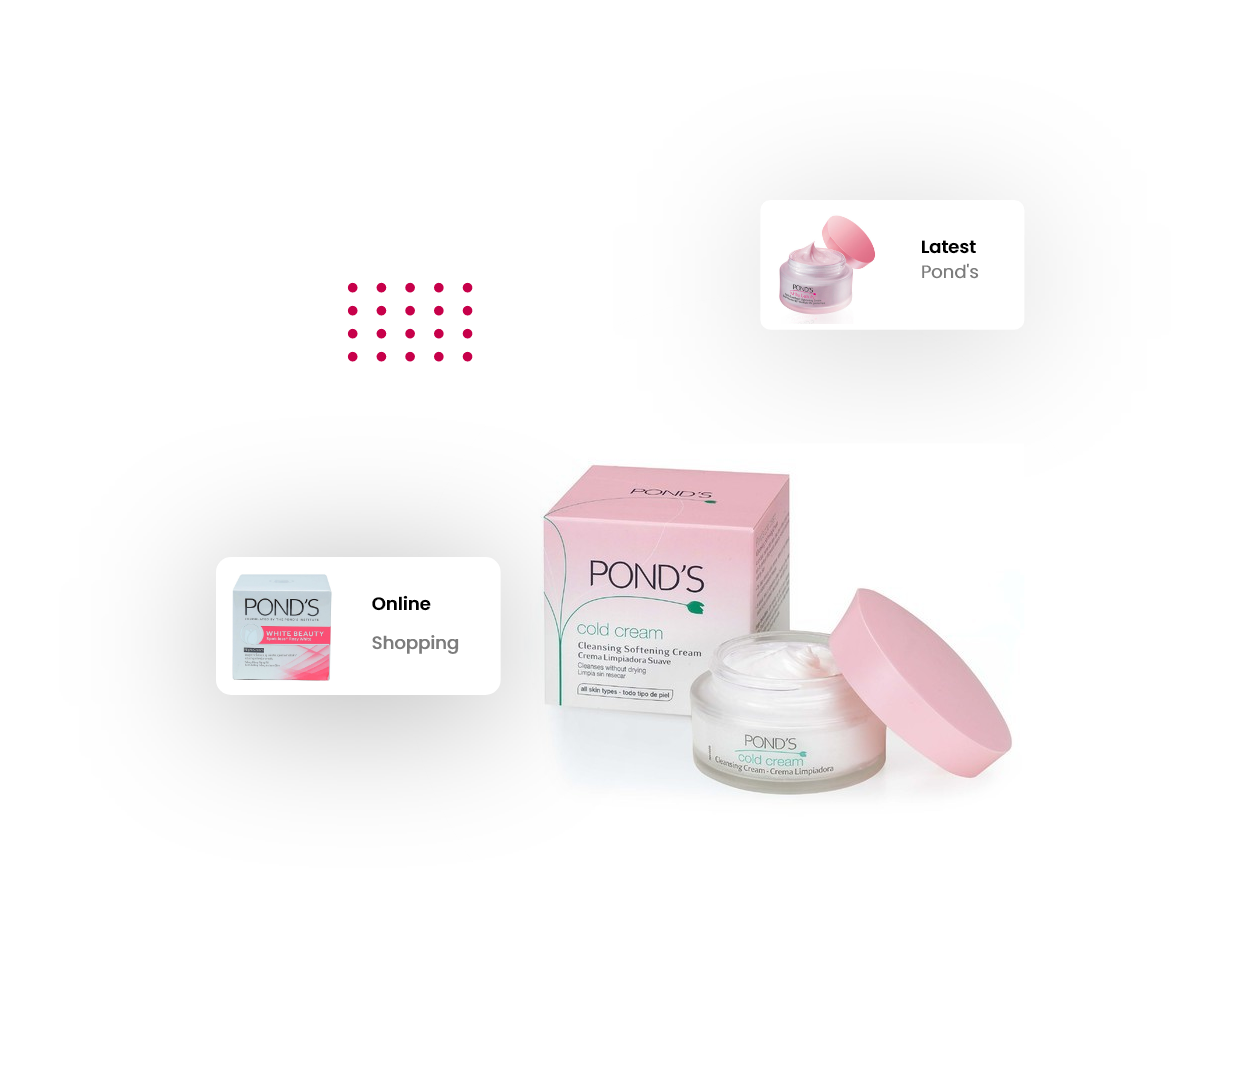 Latest
Pond's
POND'S
POND'S
POND'S
cold cream
Cleansing Softening Cream
Crema Limpiadora Suave
Cleanses without drying
Limpia sin resecar
all skin types - todo tipo de piel
POND'S
cold cream
Cleansing Cream - Crema Limpiadora
Online
Shopping
POND'S
WHITE BEAUTY